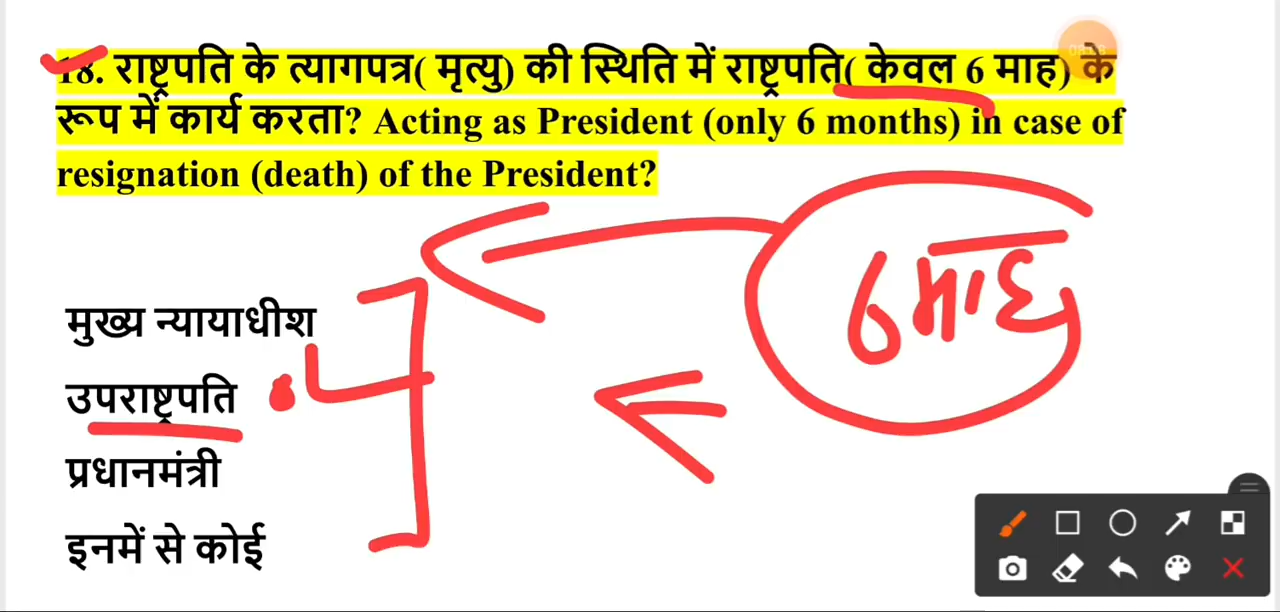 18. राष्ट्रपति के त्यागपत्र( मृत्यु) की स्थिति में राष्ट्रपति( केवल 6 माह) के
रूप में कार्य करता? Acting as President (only 6 months) in case of
resignation (death) of the President?
6 माह
मुख्य न्यायाधीश
उपराष्ट्रपति
प्रधानमंत्री
इनमें से कोई